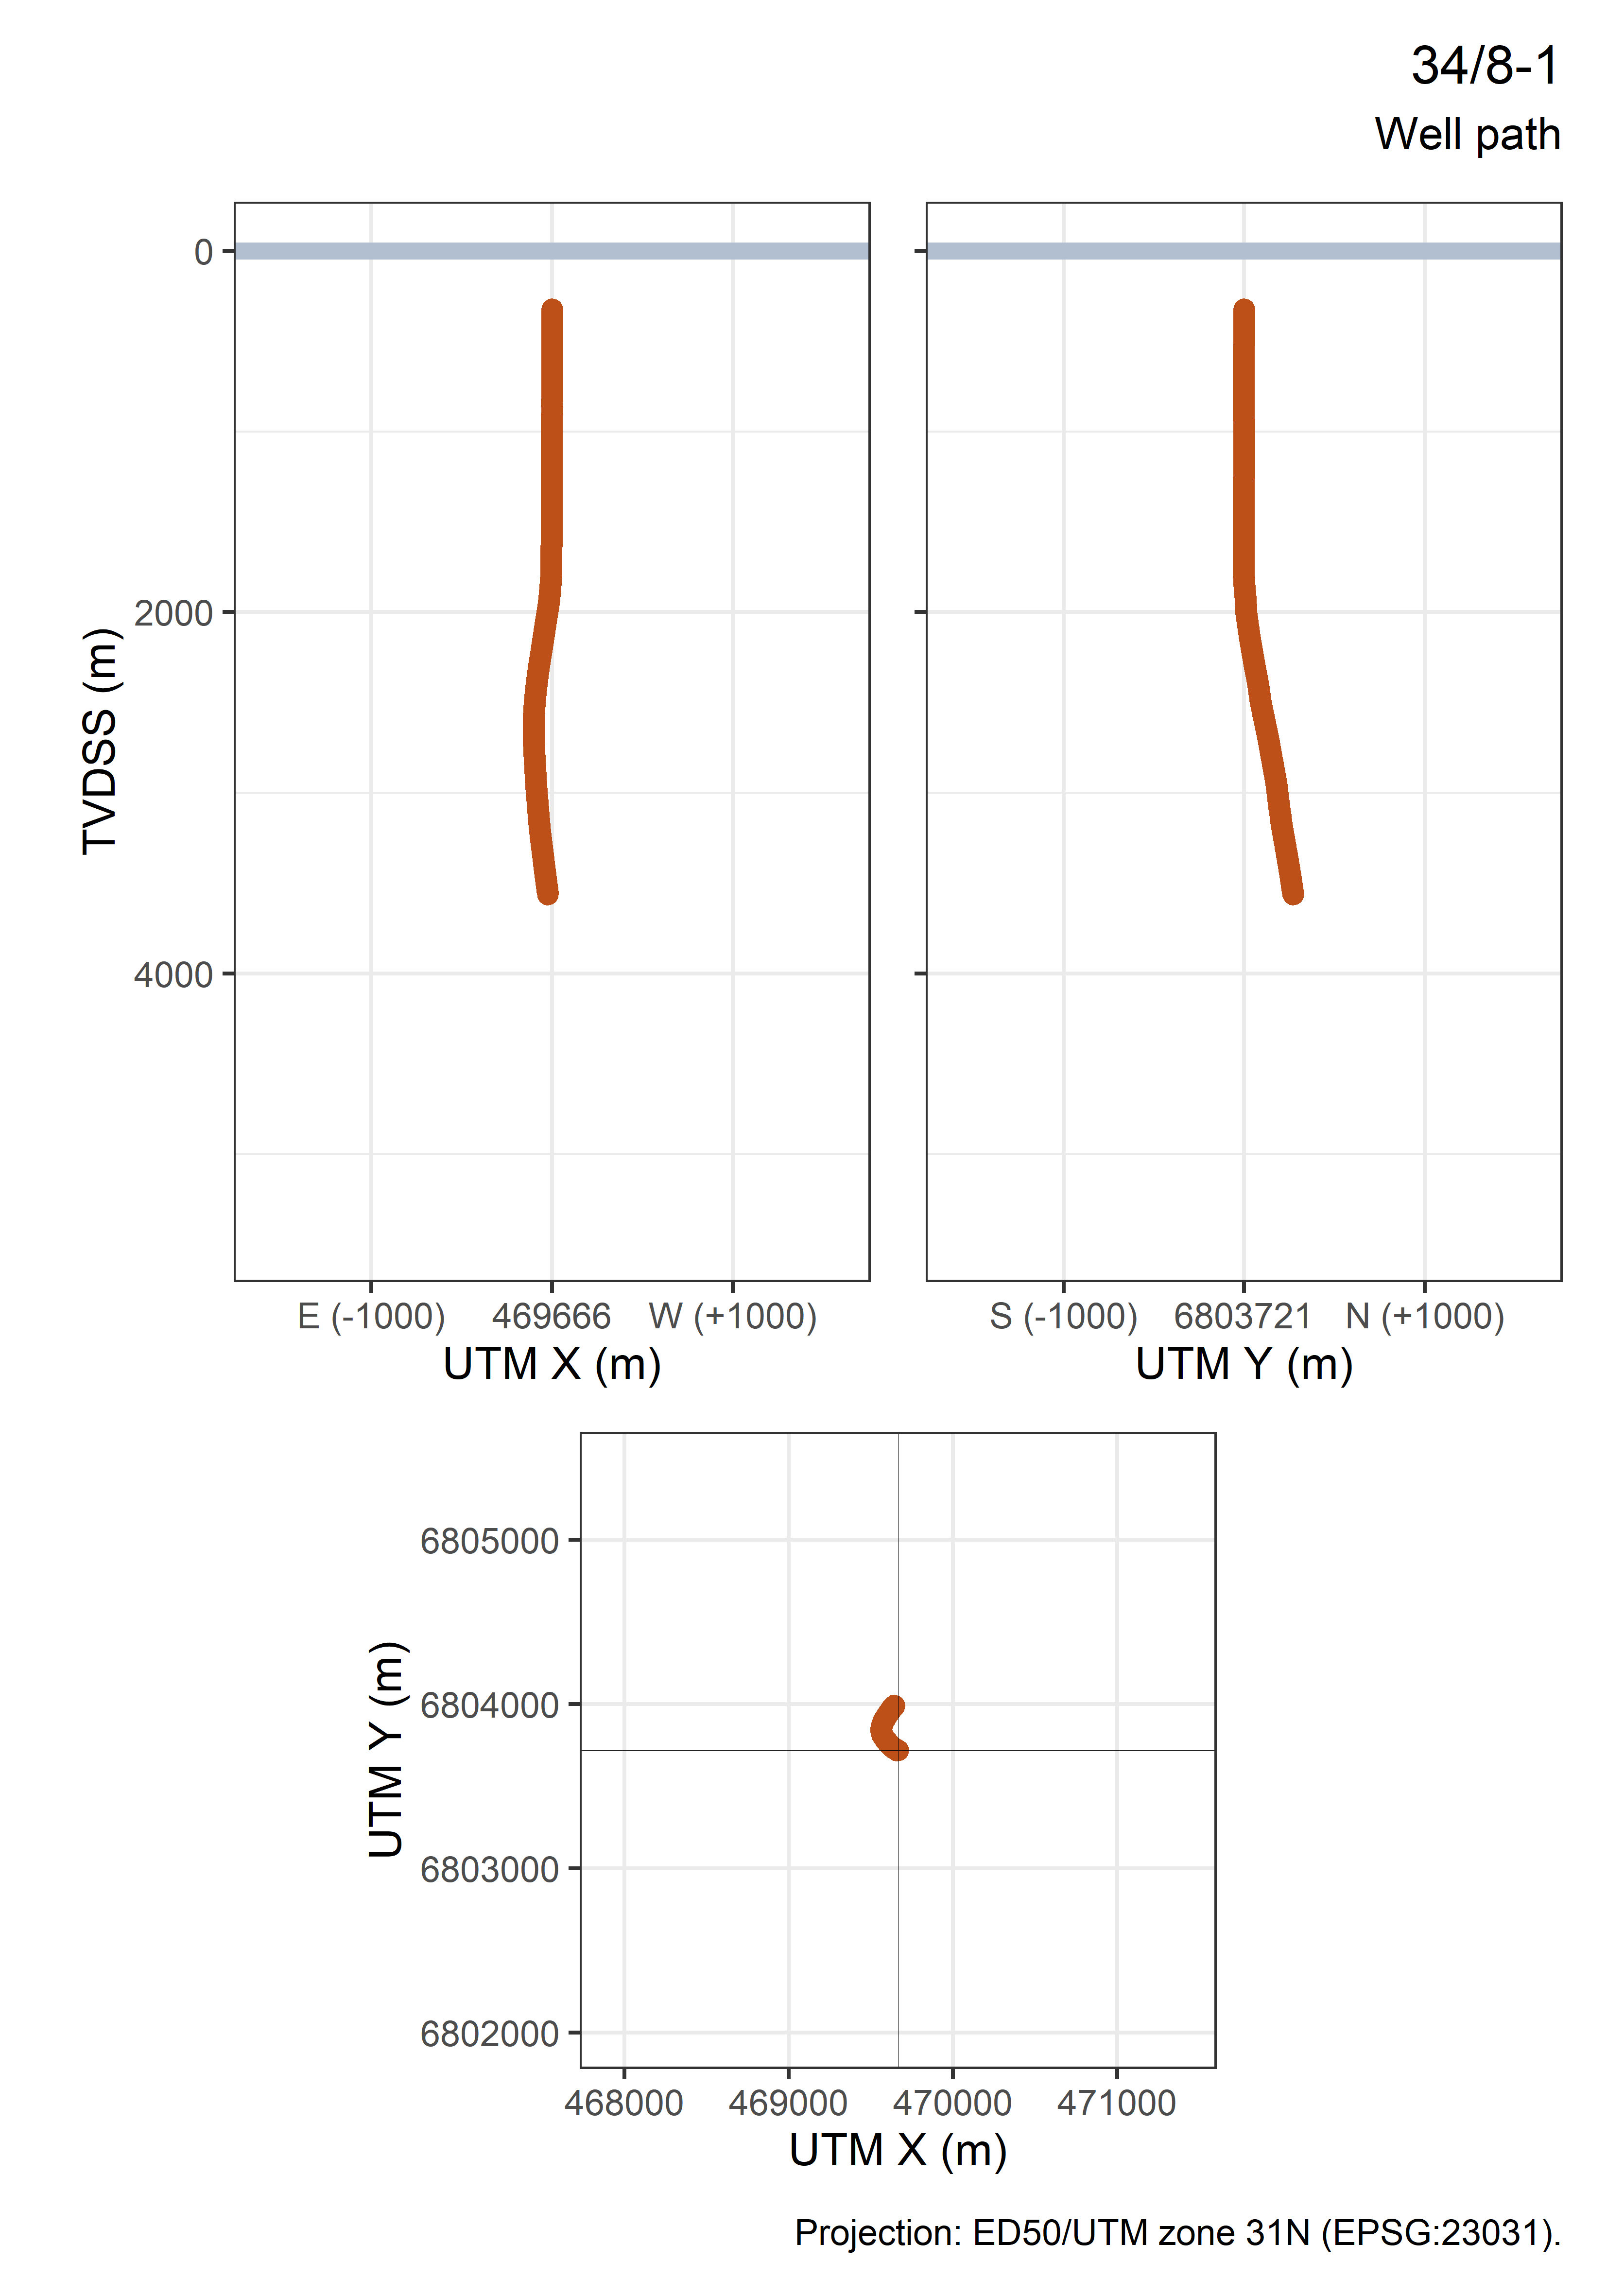 34/8-1
Well path
TVDSS (m)
0
2000
4000
E (-1000) 469666 W (+1000)
UTM X (m)
S (-1000) 6803721 N (+1000)
UTM Y (m)
UTM Y (m)
6805000
6804000
6803000
6802000
468000 469000 470000 471000
UTM X (m)
Projection: ED50/UTM zone 31N (EPSG:23031).